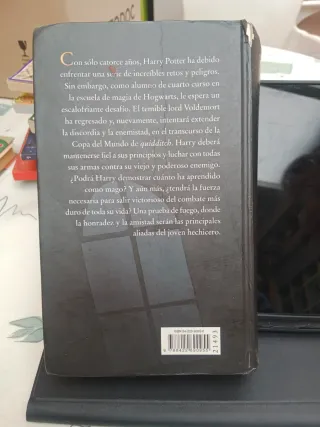 Con sólo catorce años, Harry Potter ha debido
enfrentar una serie de increíbles retos y peligros.
Sin embargo, como alumno de cuarto curso en
la escuela de magia de Hogwarts, le espera un
escalofriante desafío. El temible lord Voldemort
ha regresado y, nuevamente, intentará extender
la discordia y la enemistad, en el transcurso de la
Copa del Mundo de quidditch. Harry deberá
mantenerse fiel a sus principios y luchar con todas
sus armas contra su viejo y poderoso enemigo.
¿Podrá Harry demostrar cuánto ha aprendido
como mago? Y aún más, ¿tendrá la fuerza
necesaria para salir victorioso del combate más
duro de toda su vida? Una prueba de fuego, donde
la honradez y la amistad serán las principales
aliadas del joven hechicero.
21493